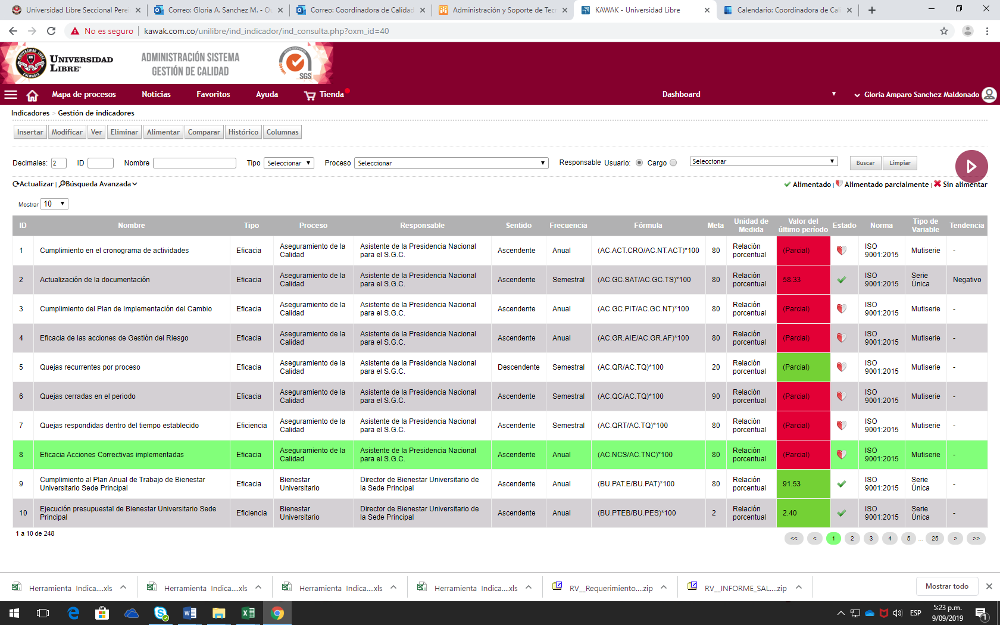 Universidad Libre Seccional Perei
Correo: Gloria A. Sanchez M. - Ou
Correo: Coordinadora de Calidad
Administración y Soporte de Tecn
KAWAK - Universidad Libre
Calendario: Coordinadora de Cali
No es seguro
kawak.com.co/unilibre/ind_indicador/ind_consulta.php?oxm_id=40
UNIVERSIDAD
LIBRE
ADMINISTRACIÓN SISTEMA
GESTIÓN DE CALIDAD
SGS
Mapa de procesos Noticias Favoritos Ayuda Tienda Dashboard Gloria Amparo Sanchez Maldonado
Indicadores > Gestión de indicadores
Insertar Modificar Ver Eliminar Alimentar Comparar Histórico Columnas
Decimales: 2 ID Nombre Tipo Seleccionar Proceso Seleccionar Responsable Usuario: Cargo Seleccionar Buscar Limpiar
Actualizar | Búsqueda Avanzada
Alimentado | Alimentado parcialmente | Sin alimentar
Mostrar 10
ID Nombre Tipo Proceso Responsable Sentido Frecuencia Fórmula Meta Unidad de Medida Valor del último período Estado Norma Tipo de Variable Tendencia
1 Cumplimiento en el cronograma de actividades Eficacia Aseguramiento de la Calidad Asistente de la Presidencia Nacional para el S.G.C. Ascendente Anual (AC.ACT.CRO/AC.NT.ACT)*100 80 Relación porcentual (Parcial) ISO 9001:2015 Mutiserie -
2 Actualización de la documentación Eficacia Aseguramiento de la Calidad Asistente de la Presidencia Nacional para el S.G.C. Ascendente Semestral (AC.GC.SAT/AC.GC.TS)*100 80 Relación porcentual 58.33 ISO 9001:2015 Serie Única Negativo
3 Cumplimiento del Plan de Implementación del Cambio Eficacia Aseguramiento de la Calidad Asistente de la Presidencia Nacional para el S.G.C. Ascendente Anual (AC.GC.PIT/AC.GC.NT)*100 80 Relación porcentual (Parcial) ISO 9001:2015 Mutiserie -
4 Eficacia de las acciones de Gestión del Riesgo Eficacia Aseguramiento de la Calidad Asistente de la Presidencia Nacional para el S.G.C. Ascendente Anual (AC.GR.AIE/AC.GR.AF)*100 80 Relación porcentual (Parcial) ISO 9001:2015 Mutiserie -
5 Quejas recurrentes por proceso Eficacia Aseguramiento de la Calidad Asistente de la Presidencia Nacional para el S.G.C. Descendente Semestral (AC.QR/AC.TQ)*100 20 Relación porcentual (Parcial) ISO 9001:2015 Mutiserie -
6 Quejas cerradas en el periodo Eficacia Aseguramiento de la Calidad Asistente de la Presidencia Nacional para el S.G.C. Ascendente Semestral (AC.QC/AC.TQ)*100 90 Relación porcentual (Parcial) ISO 9001:2015 Mutiserie -
7 Quejas respondidas dentro del tiempo establecido Eficiencia Aseguramiento de la Calidad Asistente de la Presidencia Nacional para el S.G.C. Ascendente Semestral (AC.QRT/AC.TQ)*100 80 Relación porcentual (Parcial) ISO 9001:2015 Mutiserie -
8 Eficacia Acciones Correctivas implementadas Eficacia Aseguramiento de la Calidad Asistente de la Presidencia Nacional para el S.G.C. Ascendente Anual (AC.NCS/AC.TNC)*100 80 Relación porcentual (Parcial) ISO 9001:2015 Mutiserie -
9 Cumplimiento al Plan Anual de Trabajo de Bienestar Universitario Sede Principal Eficacia Bienestar Universitario Director de Bienestar Universitario de la Sede Principal Ascendente Anual (BU.PAT.E/BU.PAT)*100 80 Relación porcentual 91.53 ISO 9001:2015 Serie Única -
10 Ejecución presupuestal de Bienestar Universitario Sede Principal Eficiencia Bienestar Universitario Director de Bienestar Universitario de la Sede Principal Ascendente Anual (BU.PTEB/BU.PES)*100 2 Relación porcentual 2.40 ISO 9001:2015 Serie Única -
1 a 10 de 248
<< < 1 2 3 4 5 ... 25 > >>
Herramienta Indica....xls
Herramienta Indica....xls
Herramienta Indica....xls
Herramienta Indica....xls
RV__Requerimiento....zip
RV__INFORME_SAL....zip
Mostrar todo
ESP
5:23 p.m.
9/09/2019
1